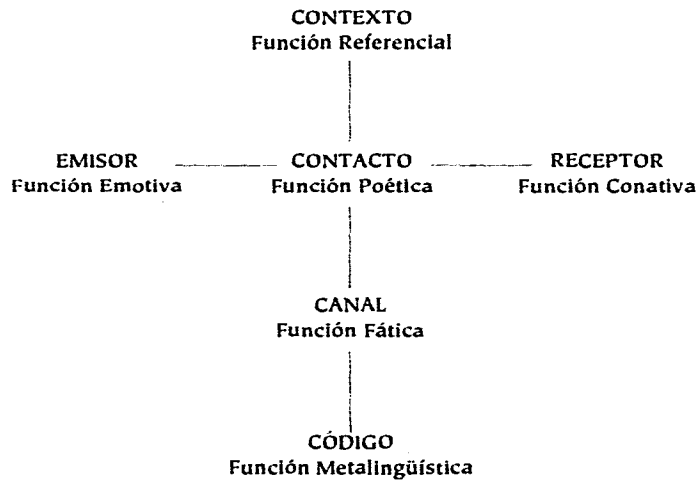 CONTEXTO
Función Referencial
EMISOR CONTACTO RECEPTOR
Función Emotiva Función Poética Función Conativa
CANAL
Función Fática
CÓDIGO
Función Metalingüística